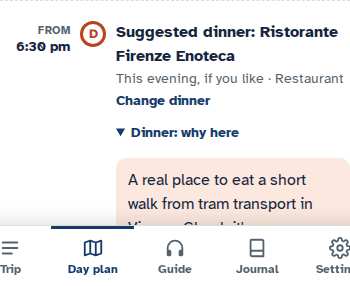 FROM
6:30 pm
D
Suggested dinner: Ristorante
Firenze Enoteca
This evening, if you like · Restaurant
Change dinner
▼ Dinner: why here
A real place to eat a short
walk from tram transport in
Trip
Day plan
Guide
Journal